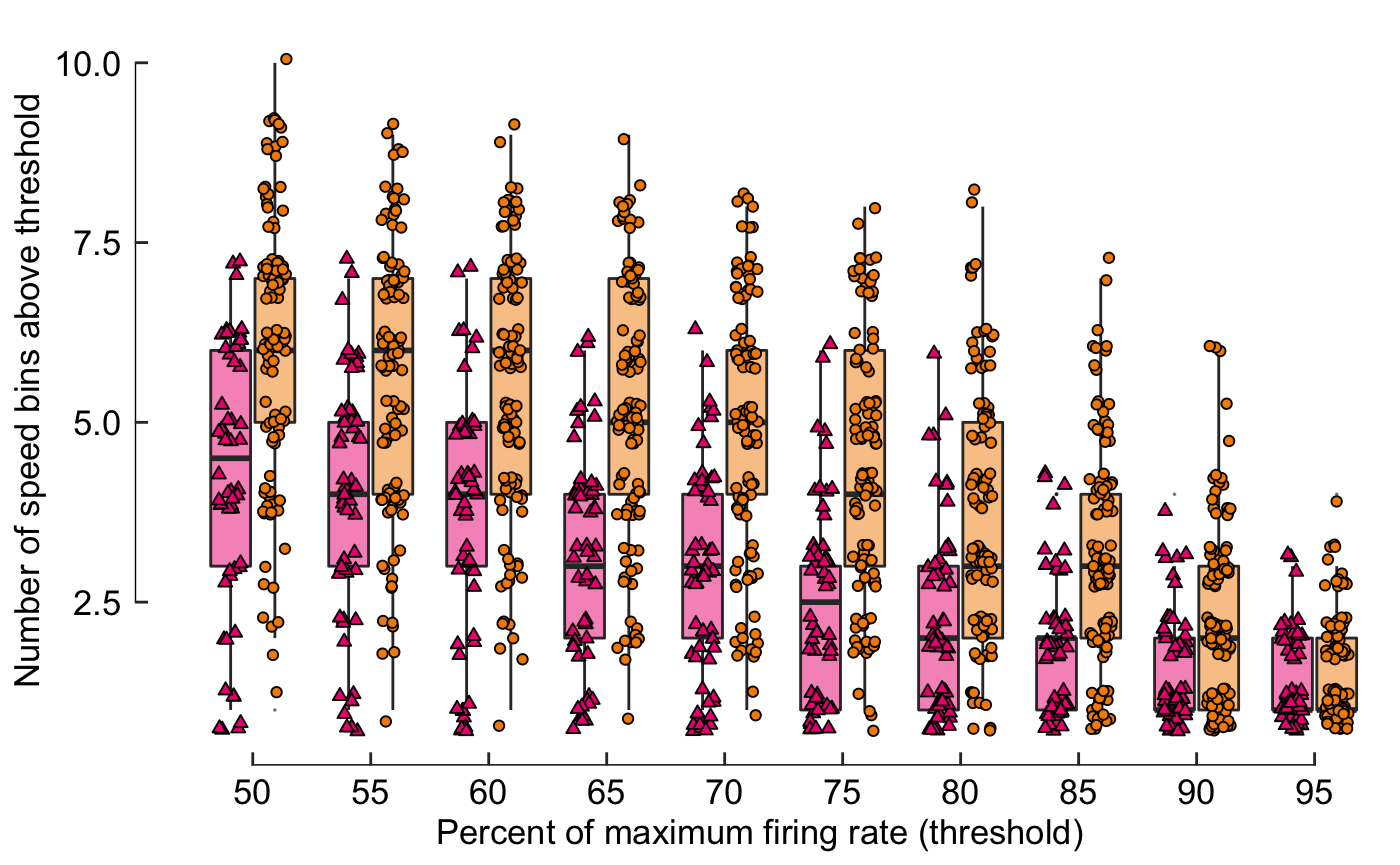 Number of speed bins above threshold
10.0
7.5
5.0
2.5
50 55 60 65 70 75 80 85 90 95
Percent of maximum firing rate (threshold)